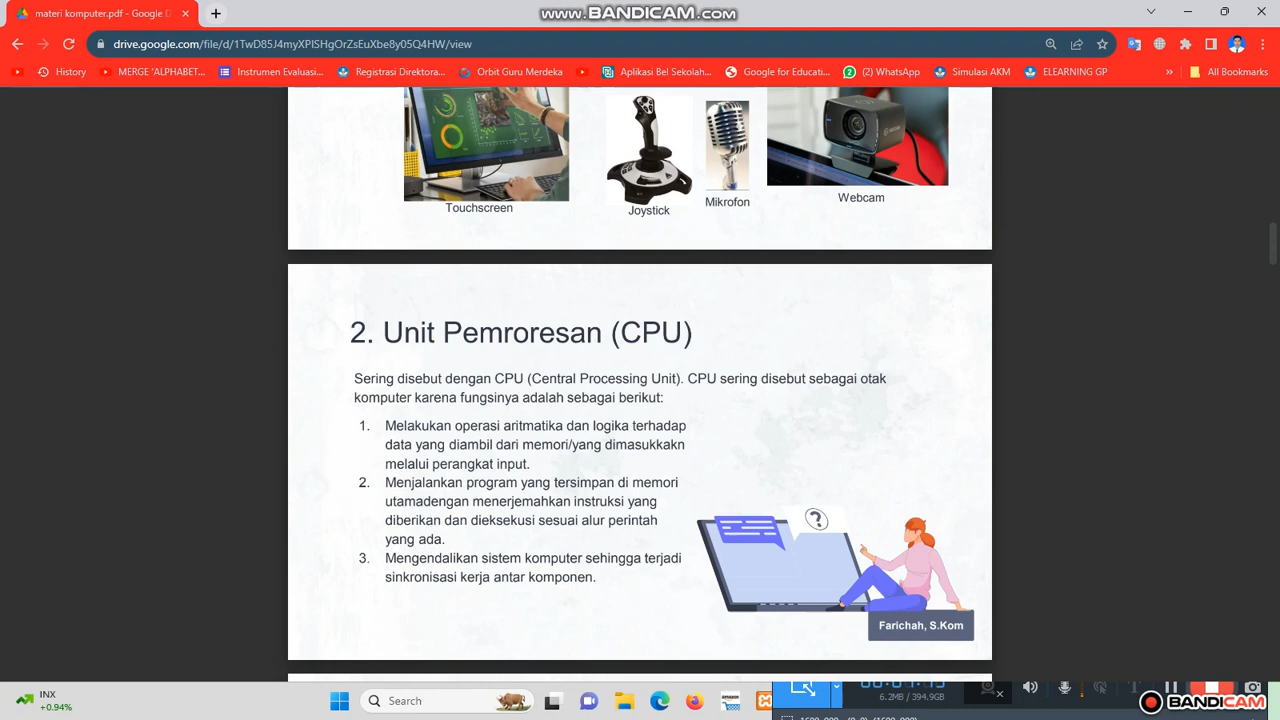 materi komputer.pdf - Google D
www.BANDICAM.com
drive.google.com/file/d/1TwD85J4myXPlSHgOrZsEuXbe8y05Q4HW/view
History
MERGE 'ALPHABET...
Instrumen Evaluasi...
Registrasi Direktora...
Orbit Guru Merdeka
Aplikasi Bel Sekolah...
Google for Educati...
(2) WhatsApp
Simulasi AKM
ELEARNING GP
»
All Bookmarks
Touchscreen
Joystick
Mikrofon
Webcam
2. Unit Pemroresan (CPU)
Sering disebut dengan CPU (Central Processing Unit). CPU sering disebut sebagai otak
komputer karena fungsinya adalah sebagai berikut:
1. Melakukan operasi aritmatika dan logika terhadap
data yang diambil dari memori/yang dimasukkakn
melalui perangkat input.
2. Menjalankan program yang tersimpan di memori
utamadengan menerjemahkan instruksi yang
diberikan dan dieksekusi sesuai alur perintah
yang ada.
3. Mengendalikan sistem komputer sehingga terjadi
sinkronisasi kerja antar komponen.
?
Farichah, S.Kom
INX
+0.94%
Search
6.2MB / 394,9GB
BANDICAM